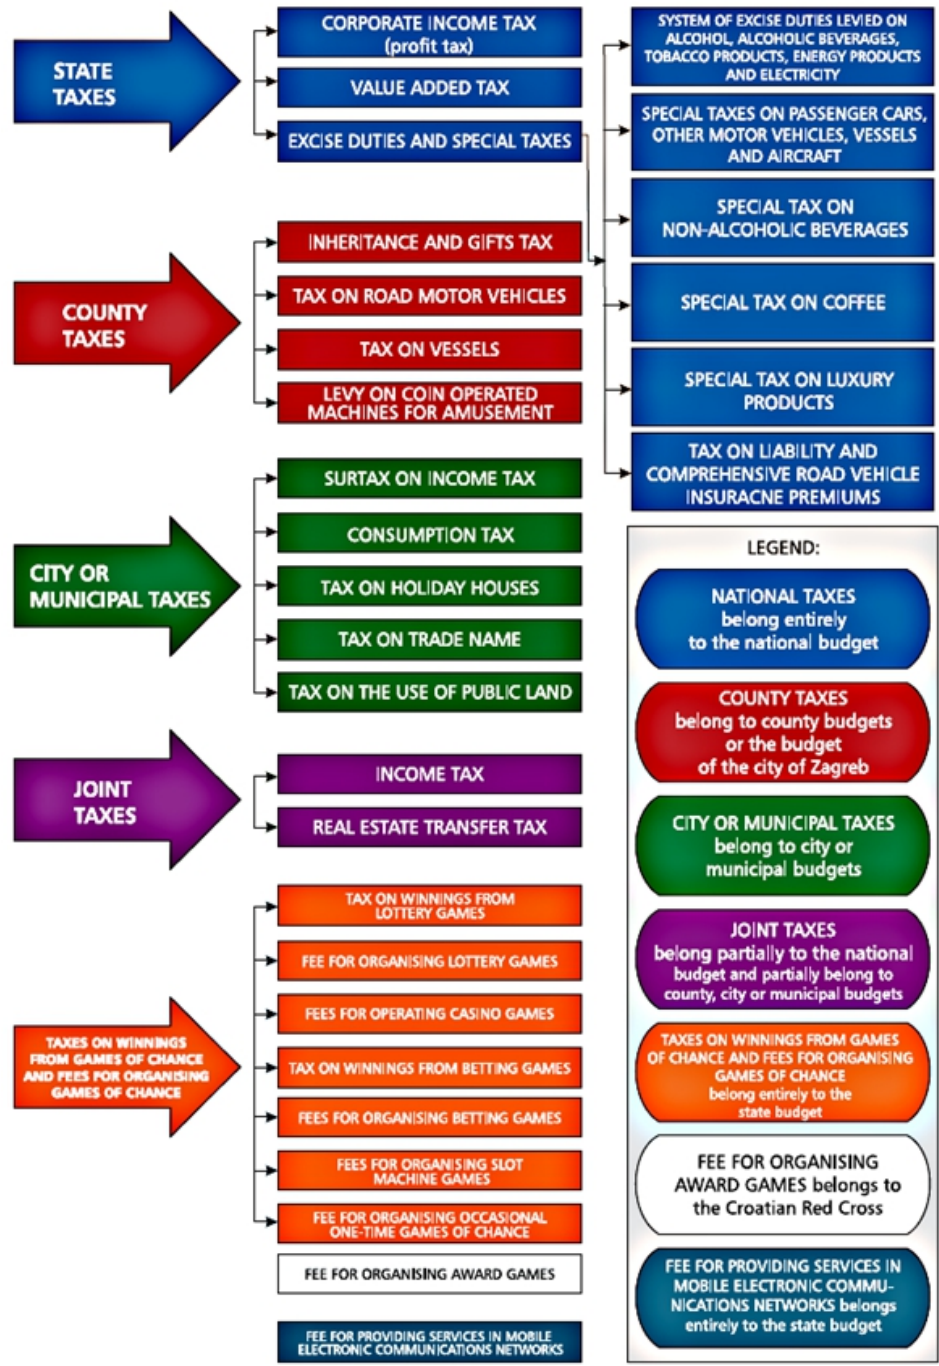 STATE
TAXES
CORPORATE INCOME TAX
(profit tax)
VALUE ADDED TAX
EXCISE DUTIES AND SPECIAL TAXES
SYSTEM OF EXCISE DUTIES LEVIED ON
ALCOHOL, ALCOHOLIC BEVERAGES,
TOBACCO PRODUCTS, ENERGY PRODUCTS
AND ELECTRICITY
SPECIAL TAXES ON PASSENGER CARS,
OTHER MOTOR VEHICLES, VESSELS
AND AIRCRAFT
SPECIAL TAX ON
NON-ALCOHOLIC BEVERAGES
SPECIAL TAX ON COFFEE
SPECIAL TAX ON LUXURY
PRODUCTS
TAX ON LIABILITY AND
COMPREHENSIVE ROAD VEHICLE
INSURACNE PREMIUMS
COUNTY
TAXES
INHERITANCE AND GIFTS TAX
TAX ON ROAD MOTOR VEHICLES
TAX ON VESSELS
LEVY ON COIN OPERATED
MACHINES FOR AMUSEMENT
CITY OR
MUNICIPAL TAXES
SURTAX ON INCOME TAX
CONSUMPTION TAX
TAX ON HOLIDAY HOUSES
TAX ON TRADE NAME
TAX ON THE USE OF PUBLIC LAND
JOINT
TAXES
INCOME TAX
REAL ESTATE TRANSFER TAX
TAXES ON WINNINGS
FROM GAMES OF CHANCE
AND FEES FOR ORGANISING
GAMES OF CHANCE
TAX ON WINNINGS FROM
LOTTERY GAMES
FEE FOR ORGANISING LOTTERY GAMES
FEES FOR OPERATING CASINO GAMES
TAX ON WINNINGS FROM BETTING GAMES
FEES FOR ORGANISING BETTING GAMES
FEES FOR ORGANISING SLOT
MACHINE GAMES
FEE FOR ORGANISING OCCASIONAL
ONE-TIME GAMES OF CHANCE
FEE FOR ORGANISING AWARD GAMES
FEE FOR PROVIDING SERVICES IN MOBILE
ELECTRONIC COMMUNICATIONS NETWORKS
LEGEND:
NATIONAL TAXES
belong entirely
to the national budget
COUNTY TAXES
belong to county budgets
or the budget
of the city of Zagreb
CITY OR MUNICIPAL TAXES
belong to city or
municipal budgets
JOINT TAXES
belong partially to the national
budget and partially belong to
county, city or municipal budgets
TAXES ON WINNINGS FROM GAMES
OF CHANCE AND FEES FOR ORGANISING
GAMES OF CHANCE
belong entirely to the
state budget
FEE FOR ORGANISING
AWARD GAMES belongs to
the Croatian Red Cross
FEE FOR PROVIDING SERVICES IN
MOBILE ELECTRONIC COMMU-
NICATIONS NETWORKS belongs
entirely to the state budget